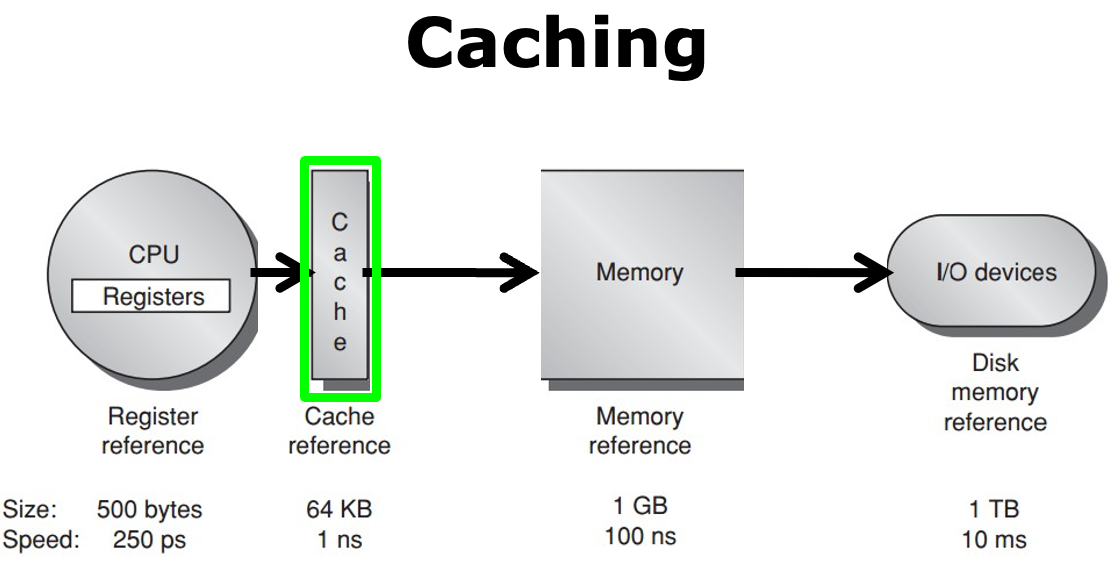 Caching
CPU
Registers
Cache
Memory
I/O devices
Register
reference
Cache
reference
Memory
reference
Disk
memory
reference
Size: 500 bytes 64 KB 1 GB 1 TB
Speed: 250 ps 1 ns 100 ns 10 ms